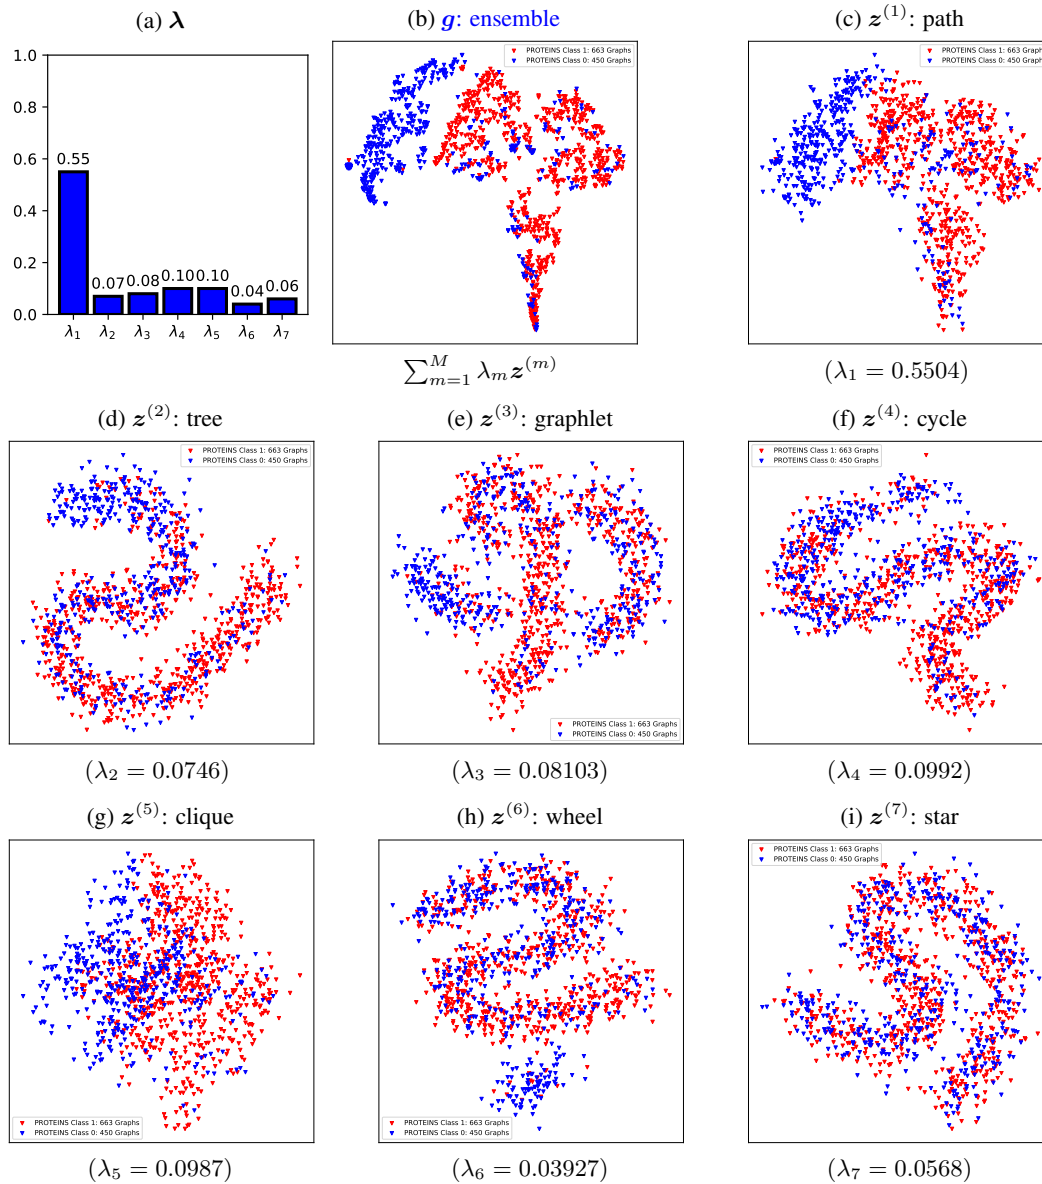 (a) λ
1.0
0.8
0.6
0.4
0.2
0.0
0.55
0.07
0.08
0.10
0.10
0.04
0.06
λ₁ λ₂ λ₃ λ₄ λ₅ λ₆ λ₇
(b) g: ensemble
PROTEINS Class 1: 663 Graphs
PROTEINS Class 0: 450 Graphs
∑_{m=1}^{M} λ_m z^{(m)}
(c) z^{(1)}: path
PROTEINS Class 1: 663 Graphs
PROTEINS Class 0: 450 Graphs
(λ₁ = 0.5504)
(d) z^{(2)}: tree
PROTEINS Class 1: 663 Graphs
PROTEINS Class 0: 450 Graphs
(λ₂ = 0.0746)
(e) z^{(3)}: graphlet
PROTEINS Class 1: 663 Graphs
PROTEINS Class 0: 450 Graphs
(λ₃ = 0.08103)
(f) z^{(4)}: cycle
PROTEINS Class 1: 663 Graphs
PROTEINS Class 0: 450 Graphs
(λ₄ = 0.0992)
(g) z^{(5)}: clique
PROTEINS Class 1: 663 Graphs
PROTEINS Class 0: 450 Graphs
(λ₅ = 0.0987)
(h) z^{(6)}: wheel
PROTEINS Class 1: 663 Graphs
PROTEINS Class 0: 450 Graphs
(λ₆ = 0.03927)
(i) z^{(7)}: star
PROTEINS Class 1: 663 Graphs
PROTEINS Class 0: 450 Graphs
(λ₇ = 0.0568)